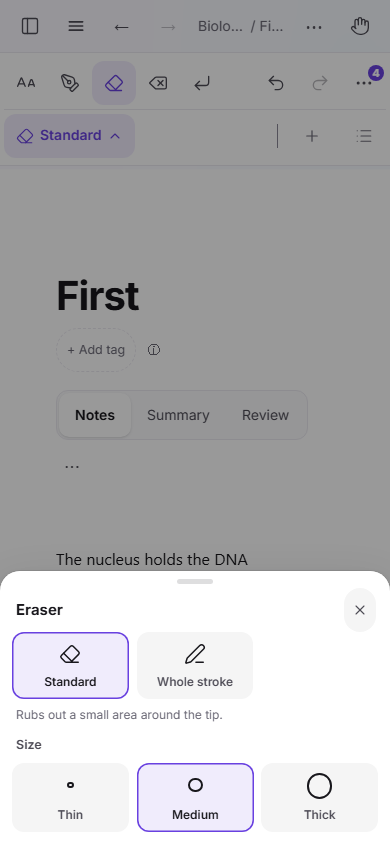 Biolo... / Fi...
AA
4
Standard
First
+ Add tag
Notes Summary Review
The nucleus holds the DNA
Eraser
Standard Whole stroke
Rubs out a small area around the tip.
Size
Thin Medium Thick